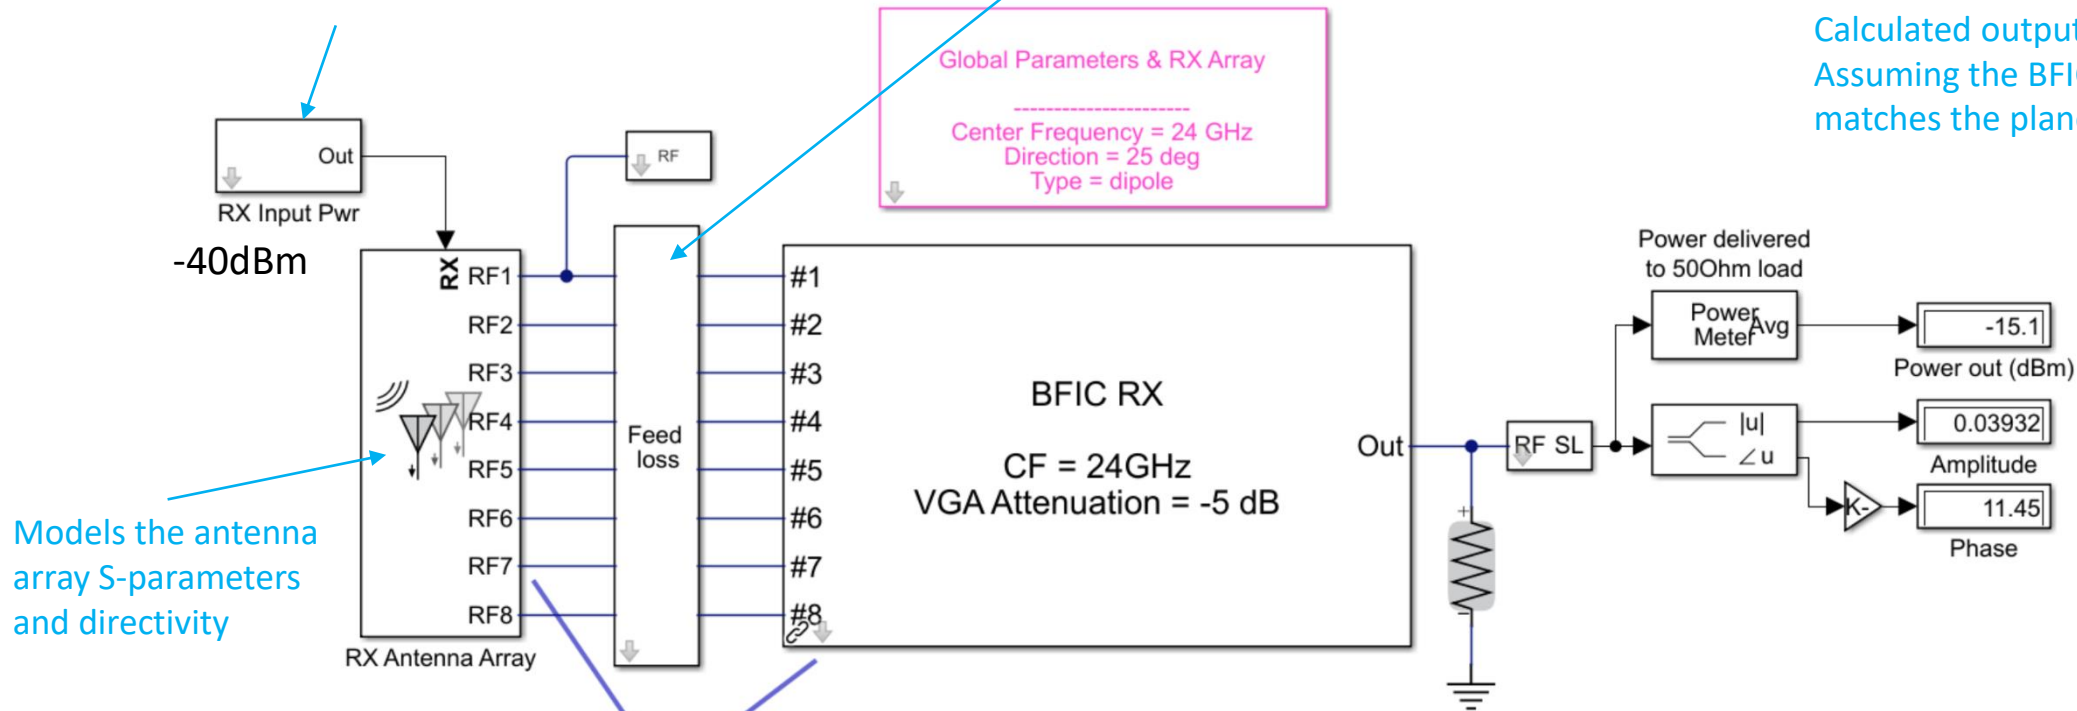 Calculated output
Assuming the BFIC
matches the plane
Global Parameters & RX Array
----------------------
Center Frequency = 24 GHz
Direction = 25 deg
Type = dipole
Out
RX Input Pwr
-40dBm
RF
RX
RF1
RF2
RF3
RF4
RF5
RF6
RF7
RF8
RX Antenna Array
Models the antenna
array S-parameters
and directivity
Feed
loss
#1
#2
#3
#4
#5
#6
#7
#8
BFIC RX
CF = 24GHz
VGA Attenuation = -5 dB
Out
RF SL
Power delivered
to 50Ohm load
Power
Meter
Avg
-15.1
Power out (dBm)
|u|
∠u
0.03932
Amplitude
K-
11.45
Phase
+
-